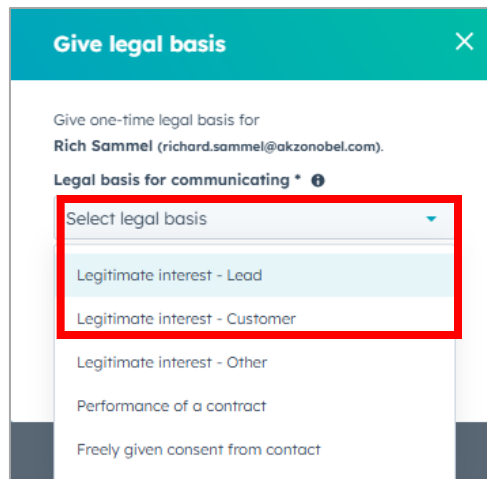 Give legal basis
Give one-time legal basis for
Rich Sammel (richard.sammel@akzonobel.com).
Legal basis for communicating *
Select legal basis
Legitimate interest - Lead
Legitimate interest - Customer
Legitimate interest - Other
Performance of a contract
Freely given consent from contact